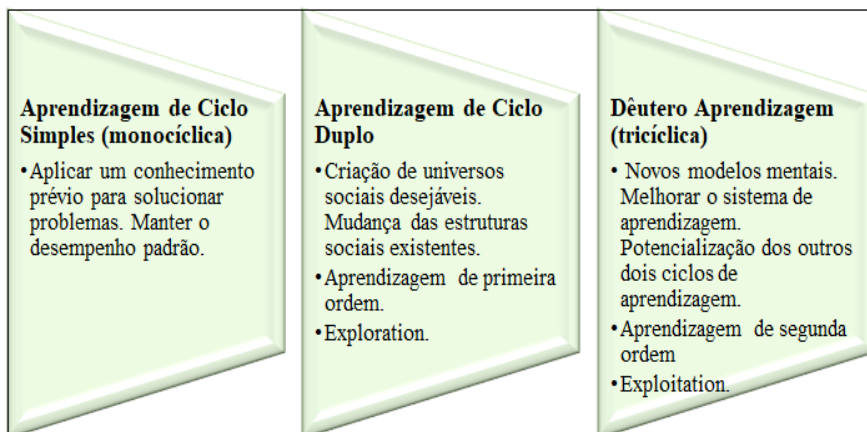 Aprendizagem de Ciclo
Simples (monocíclica)
•Aplicar um conhecimento
prévio para solucionar
problemas. Manter o
desempenho padrão.
Aprendizagem de Ciclo
Duplo
•Criação de universos
sociais desejáveis.
Mudança das estruturas
sociais existentes.
•Aprendizagem de primeira
ordem.
•Exploration.
Dêutero Aprendizagem
(tricíclica)
• Novos modelos mentais.
Melhorar o sistema de
aprendizagem.
Potencialização dos outros
dois ciclos de
aprendizagem.
•Aprendizagem de segunda
ordem
•Exploitation.